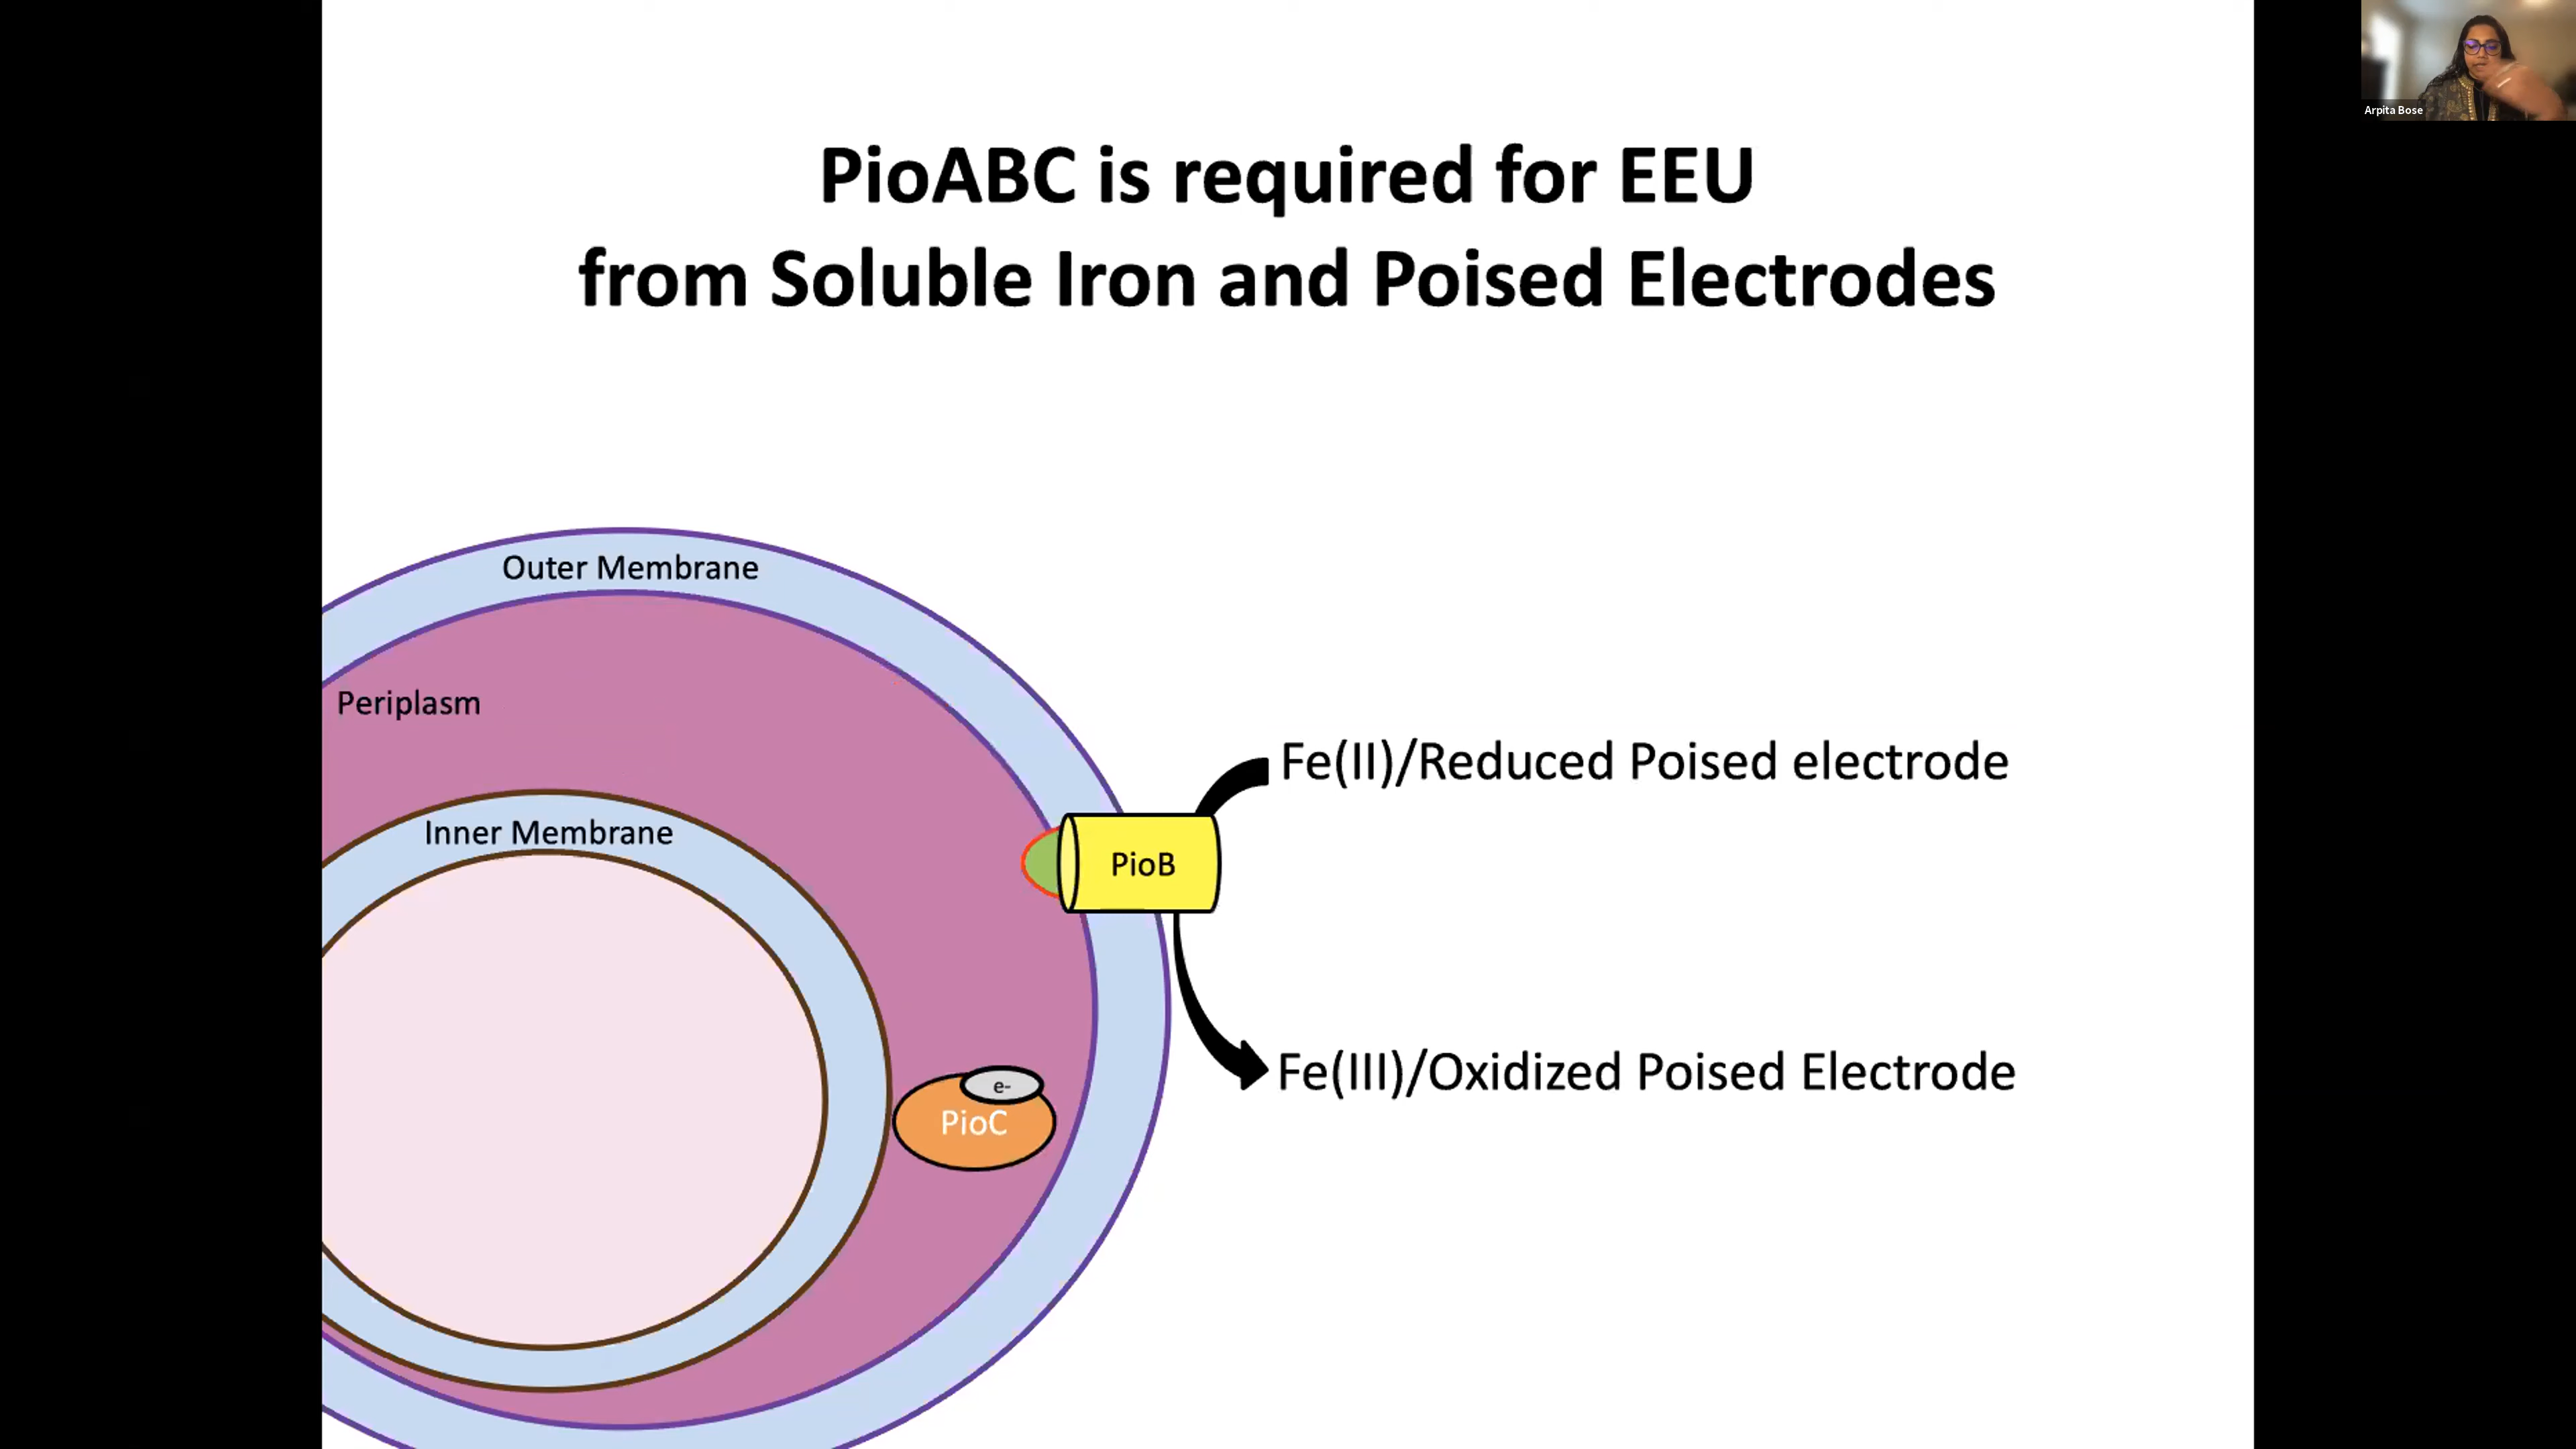 Arpita Bose
PioABC is required for EEU
from Soluble Iron and Poised Electrodes
Outer Membrane
Periplasm
Inner Membrane
Fe(II)/Reduced Poised electrode
PioB
Fe(III)/Oxidized Poised Electrode
e-
PioC